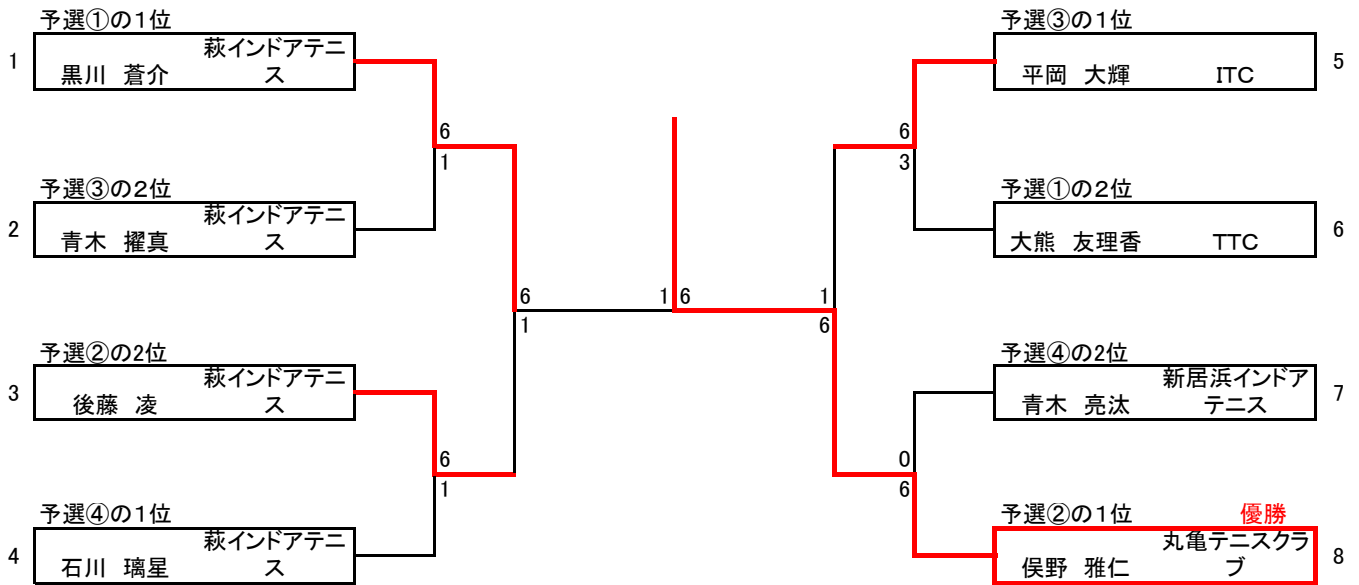 予選①の１位
1
黒川　蒼介
萩インドアテニ
ス
予選③の２位
2
青木　擢真
萩インドアテニ
ス
予選②の2位
3
後藤　凌
萩インドアテニ
ス
予選④の１位
4
石川　璃星
萩インドアテニ
ス
6
1
6
1
6
1
1
6
1
6
6
3
0
6
予選③の１位
平岡　大輝
ITC
5
予選①の２位
大熊　友理香
TTC
6
予選④の2位
青木　亮汰
新居浜インドア
テニス
7
予選②の１位
優勝
俣野　雅仁
丸亀テニスクラ
ブ
8